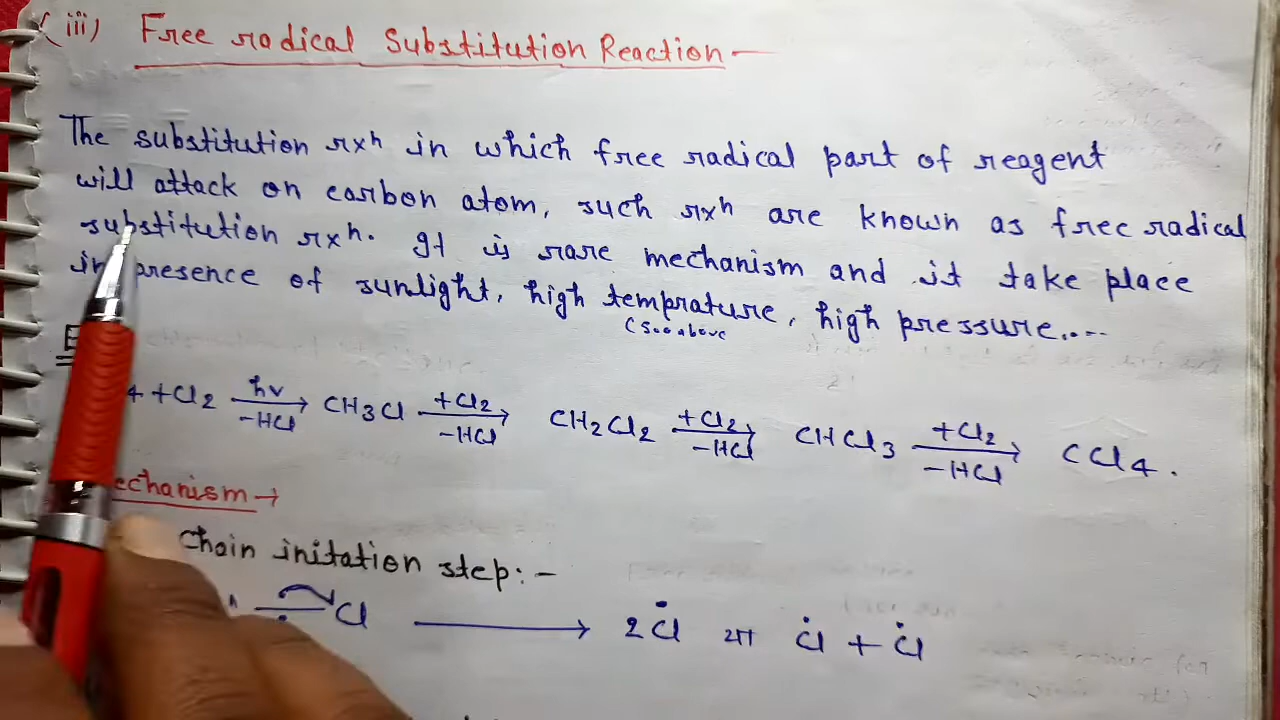 (iii) Free radical Substitution Reaction –
The substitution rxn in which free radical part of reagent
will attack on carbon atom, such rxn are known as free radical
substitution rxn. It is rare mechanism and it take place
in presence of sunlight, high temprature, high pressure....
above
4 + Cl2 hv -HCl → CH3Cl +Cl2 -HCl → CH2Cl2 +Cl2 -HCl → CHCl3 +Cl2 -HCl → CCl4.
echanism →
Chain initation step:-
Cl → 2Cl• या Cl• + Cl•